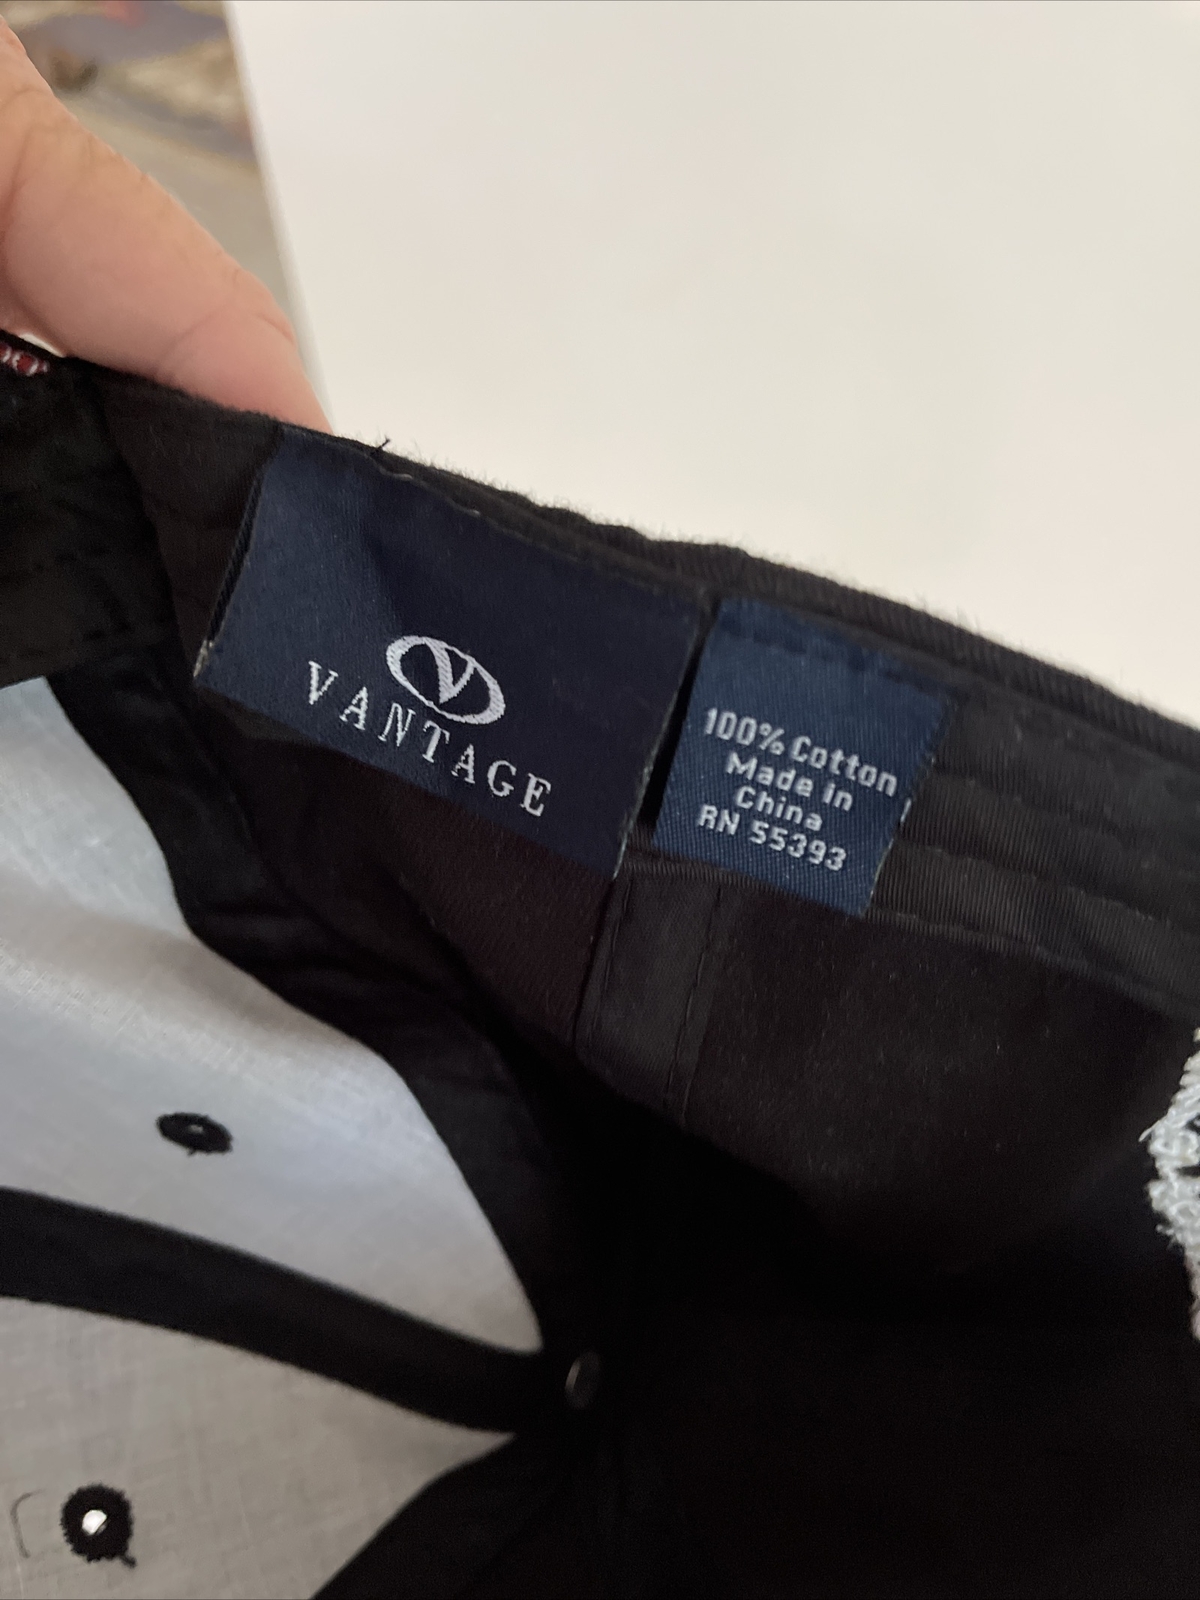 V
VANTAGE
100% Cotton
Made in
China
RN 55393